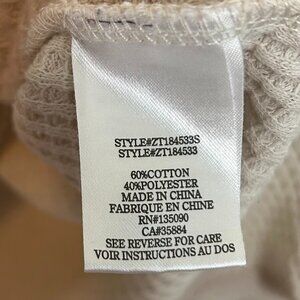 STYLE#ZT184533S
STYLE#ZT184533
60%COTTON
40%POLYESTER
MADE IN CHINA
FABRIQUE EN CHINE
RN#135090
CA#35884
SEE REVERSE FOR CARE
VOIR INSTRUCTIONS AU DOS